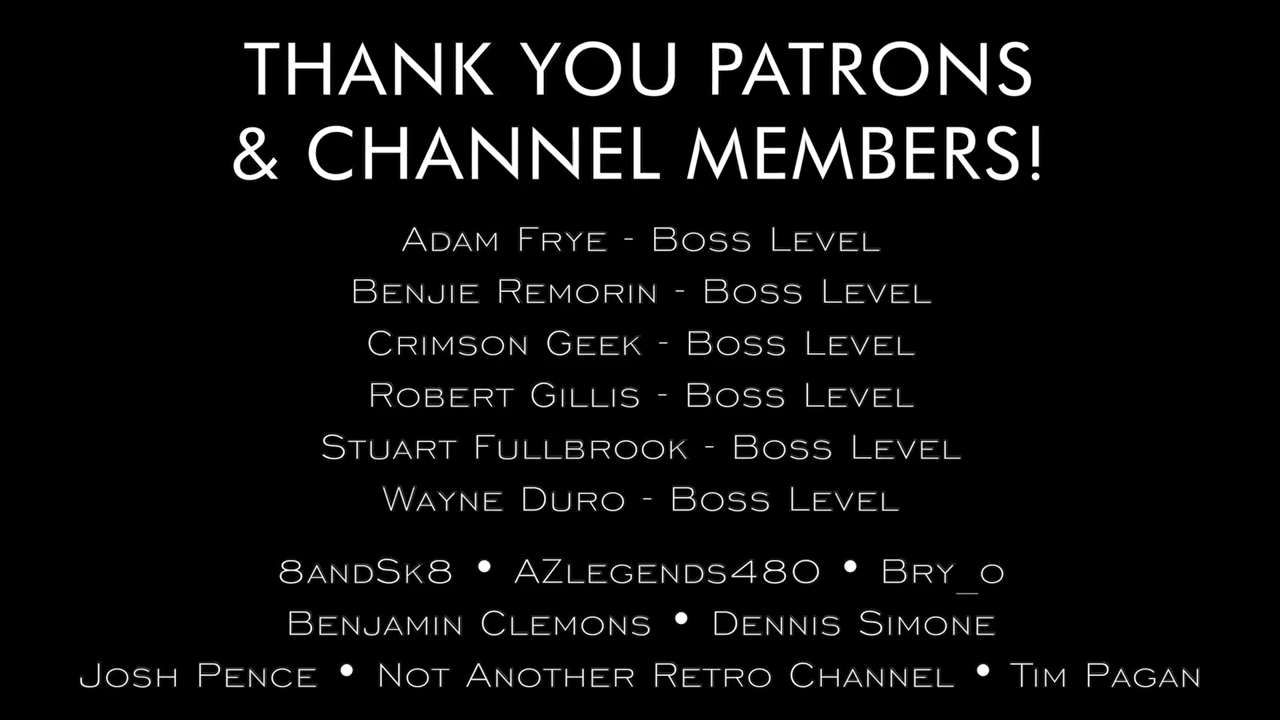 THANK YOU PATRONS
& CHANNEL MEMBERS!
Adam Frye - Boss Level
Benjie Remorin - Boss Level
Crimson Geek - Boss Level
Robert Gillis - Boss Level
Stuart Fullbrook - Boss Level
Wayne Duro - Boss Level
8andSk8 • AZlegends480 • Bry_o
Benjamin Clemons • Dennis Simone
Josh Pence • Not Another Retro Channel • Tim Pagan